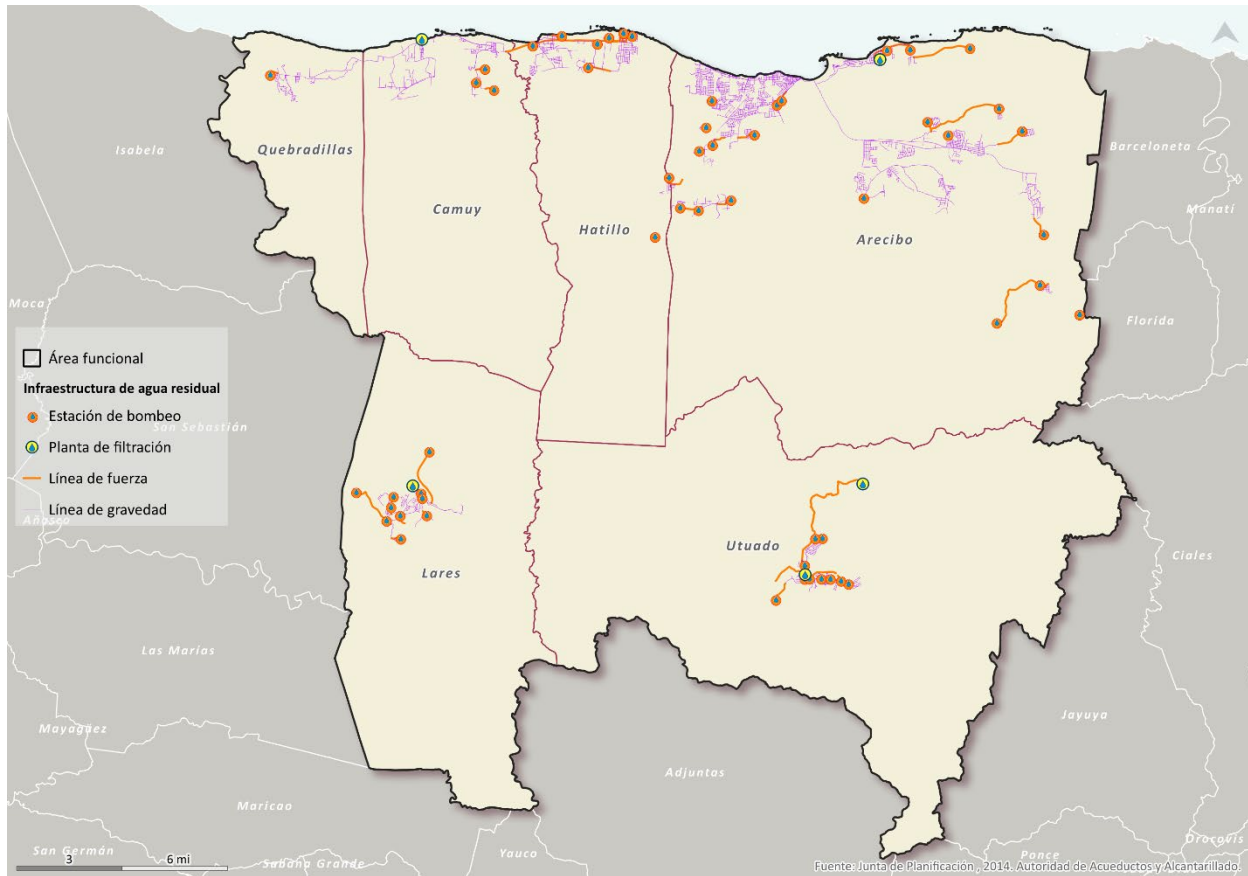 Isabela
Quebradillas
Camuy
Hatillo
Arecibo
Barceloneta
Manatí
Moca
Florida
Área funcional
Infraestructura de agua residual
Estación de bombeo
Planta de filtración
Línea de fuerza
Línea de gravedad
San Sebastián
Añasco
Lares
Utuado
Ciales
Las Marías
Mayagüez
Adjuntas
Jayuya
Maricao
San Germán
Sabana Grande
Yauco
Ponce
Orocovis
3 6 mi
Fuente: Junta de Planificación , 2014. Autoridad de Acueductos y Alcantarillado.